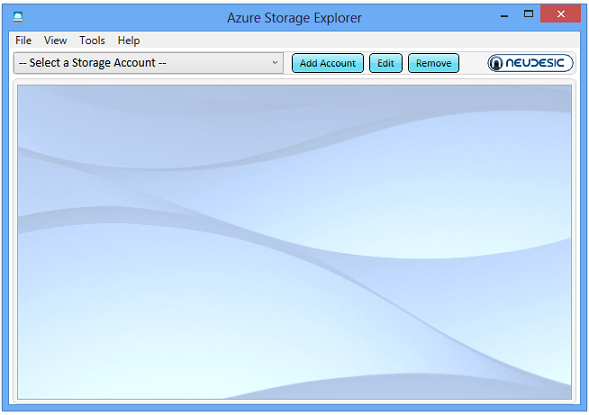 Azure Storage Explorer
File View Tools Help
-- Select a Storage Account -- Add Account Edit Remove NEUDESIC